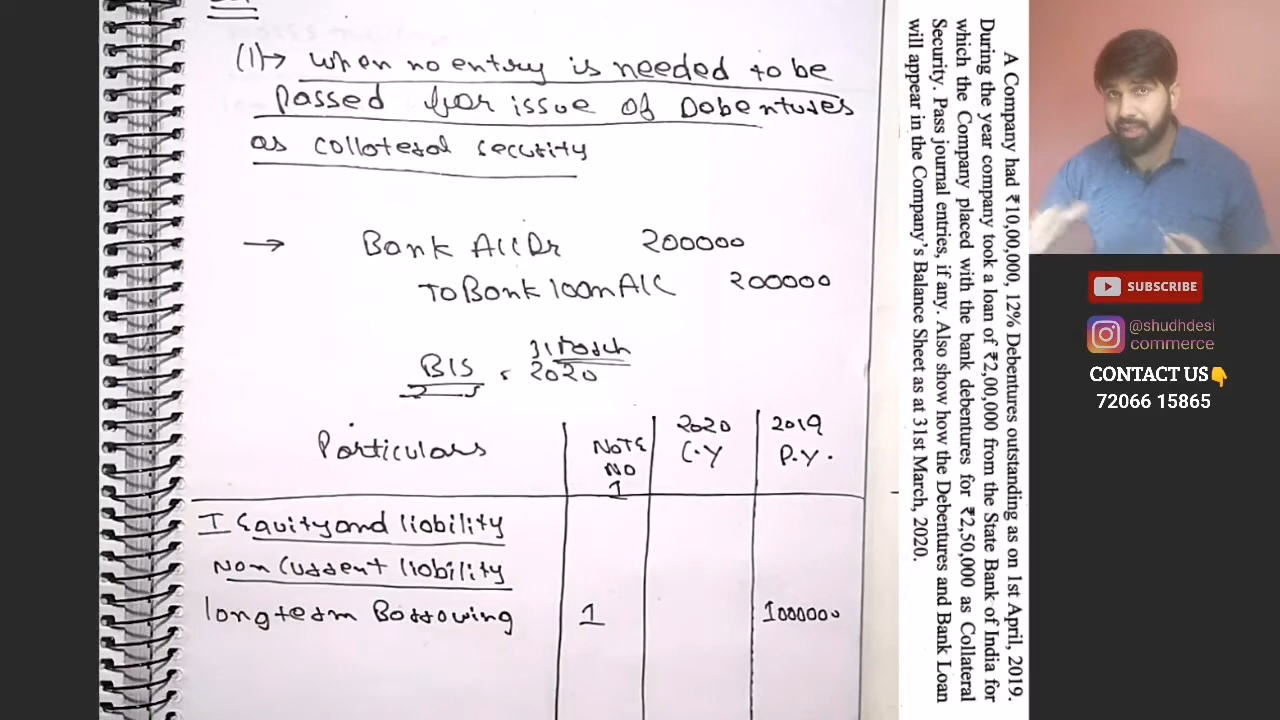 (1)→ when no entry is needed to be
passed for issue of Debentures
as collateral security
→ Bank A/C Dr 200000
To Bank loan A/C 200000
B/S, 31 March
2020
Particulars
NOTE
NO
1
2020
C.Y
2019
P.Y.
I Equity and liability
Non Current liability
long term Borrowing 1 1000000
A Company had ₹10,00,000, 12% Debentures outstanding as on 1st April, 2019.
During the year company took a loan of ₹2,00,000 from the State Bank of India for
which the Company placed with the bank debentures for ₹2,50,000 as Collateral
Security. Pass journal entries, if any. Also show how the Debentures and Bank Loan
will appear in the Company's Balance Sheet as at 31st March, 2020.
SUBSCRIBE
@shudhdesi
commerce
CONTACT US👇
72066 15865